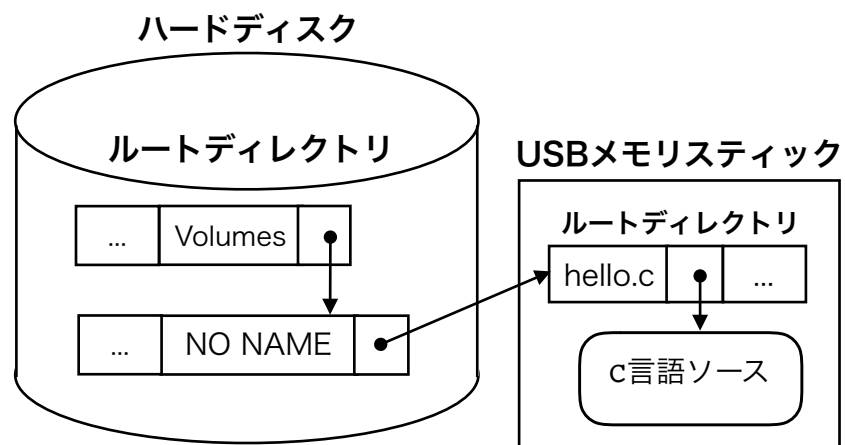 ハードディスク
ルートディレクトリ
... Volumes
... NO NAME
USBメモリスティック
ルートディレクトリ
hello.c ...
c言語ソース